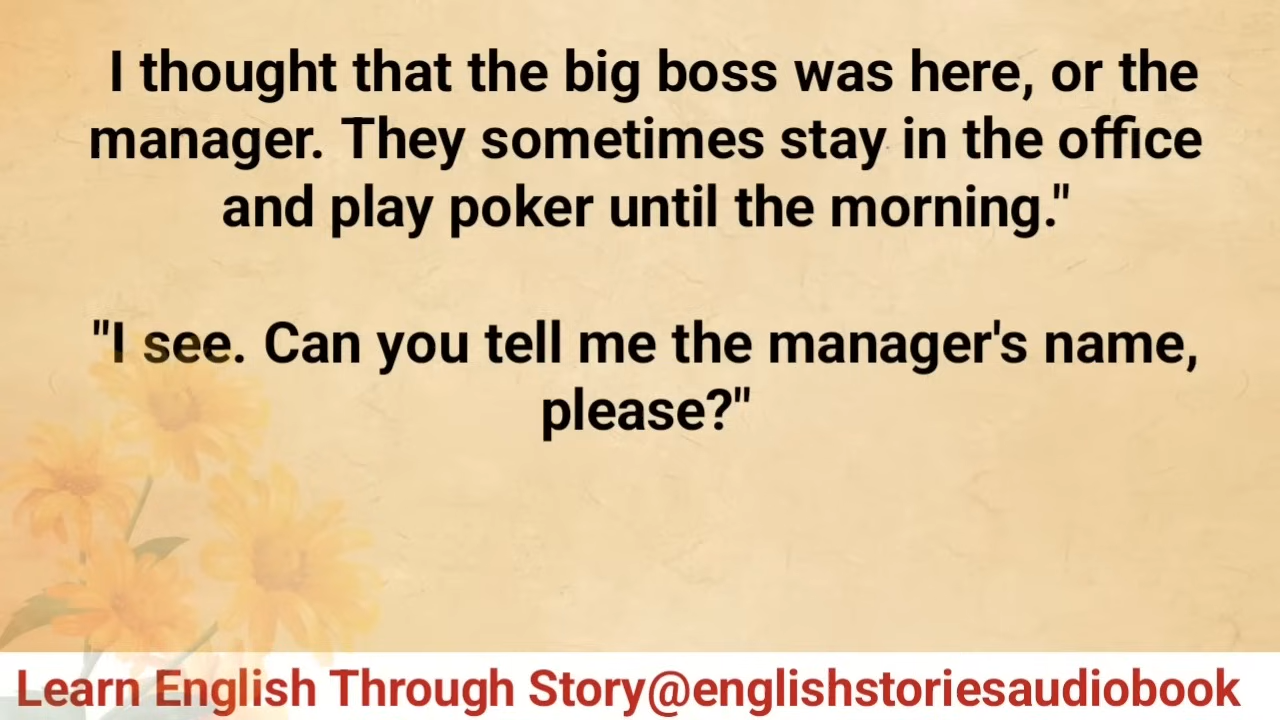 I thought that the big boss was here, or the
manager. They sometimes stay in the office
and play poker until the morning."
"I see. Can you tell me the manager's name,
please?"
Learn English Through Story@englishstoriesaudiobook